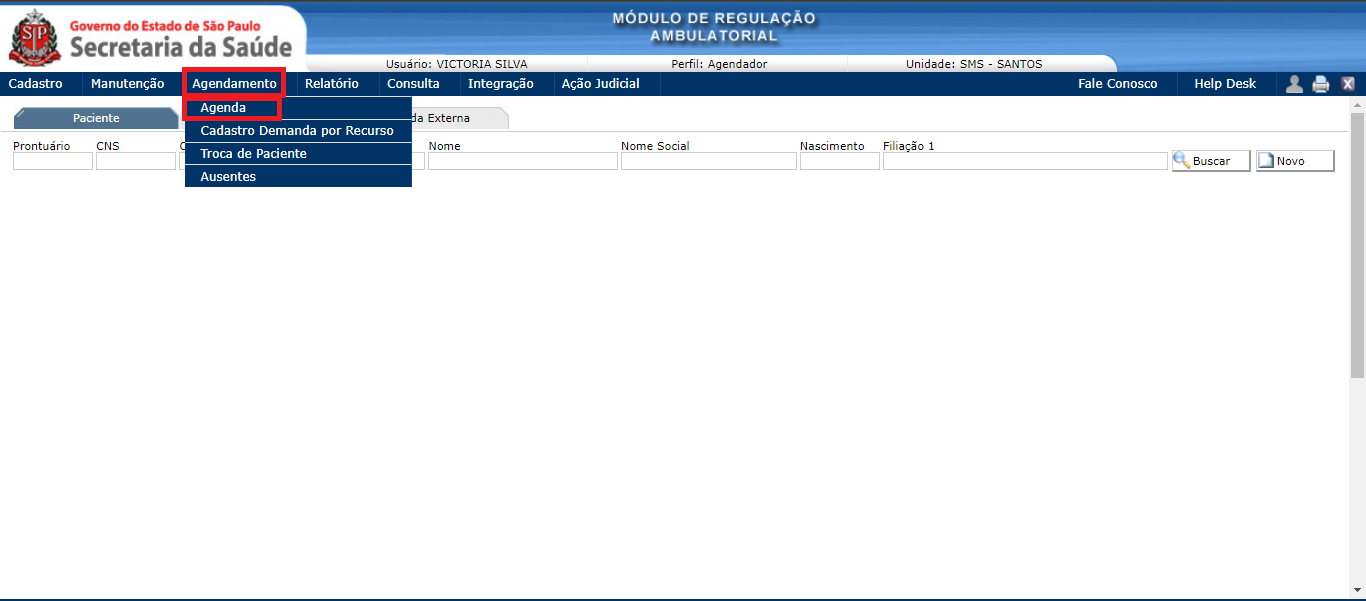 SP
Governo do Estado de São Paulo
Secretaria da Saúde
MÓDULO DE REGULAÇÃO
AMBULATORIAL
Usuário: VICTORIA SILVA Perfil: Agendador Unidade: SMS - SANTOS
Cadastro Manutenção Agendamento Relatório Consulta Integração Ação Judicial Fale Conosco Help Desk
Agenda
Cadastro Demanda por Recurso
Troca de Paciente
Ausentes
Paciente da Externa
Prontuário CNS Nome Nome Social Nascimento Filiação 1
Buscar Novo